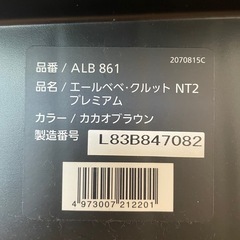 2070815C
品番 / ALB 861
品名 / エールベベ・クルット NT2
プレミアム
カラー / カカオブラウン
製造番号 L83B847082
4 973007 212201